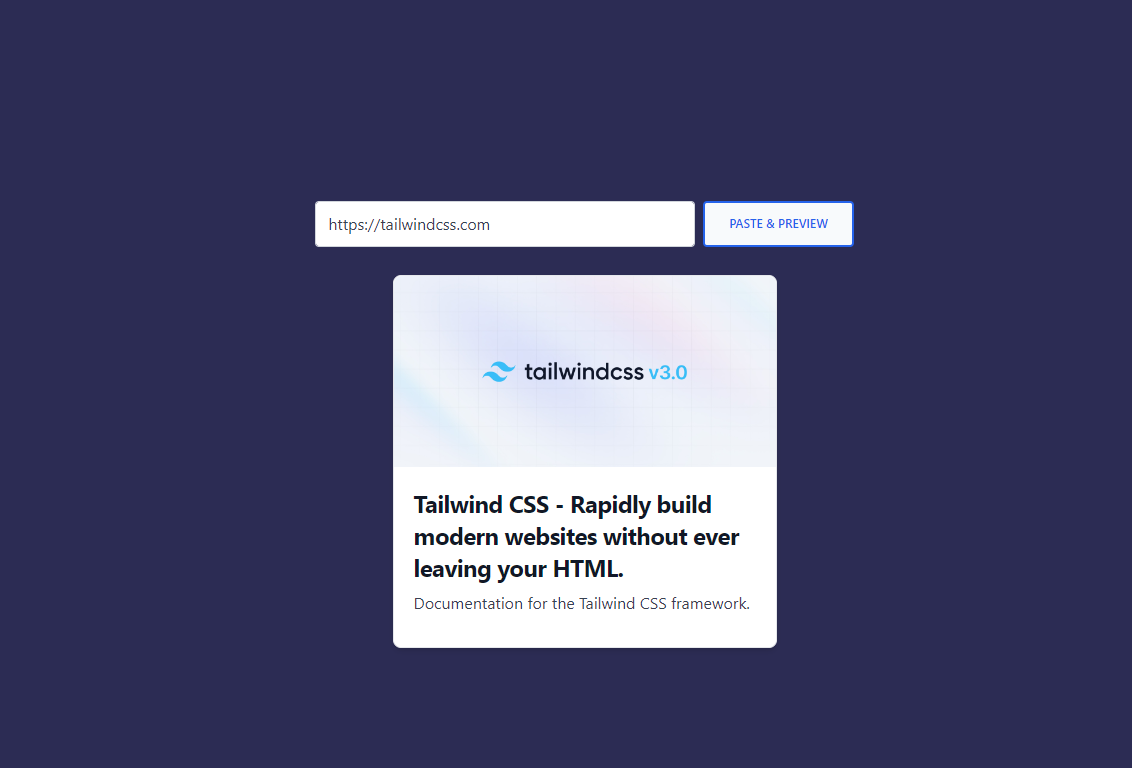 https://tailwindcss.com
PASTE & PREVIEW
tailwindcss v3.0
Tailwind CSS - Rapidly build
modern websites without ever
leaving your HTML.
Documentation for the Tailwind CSS framework.